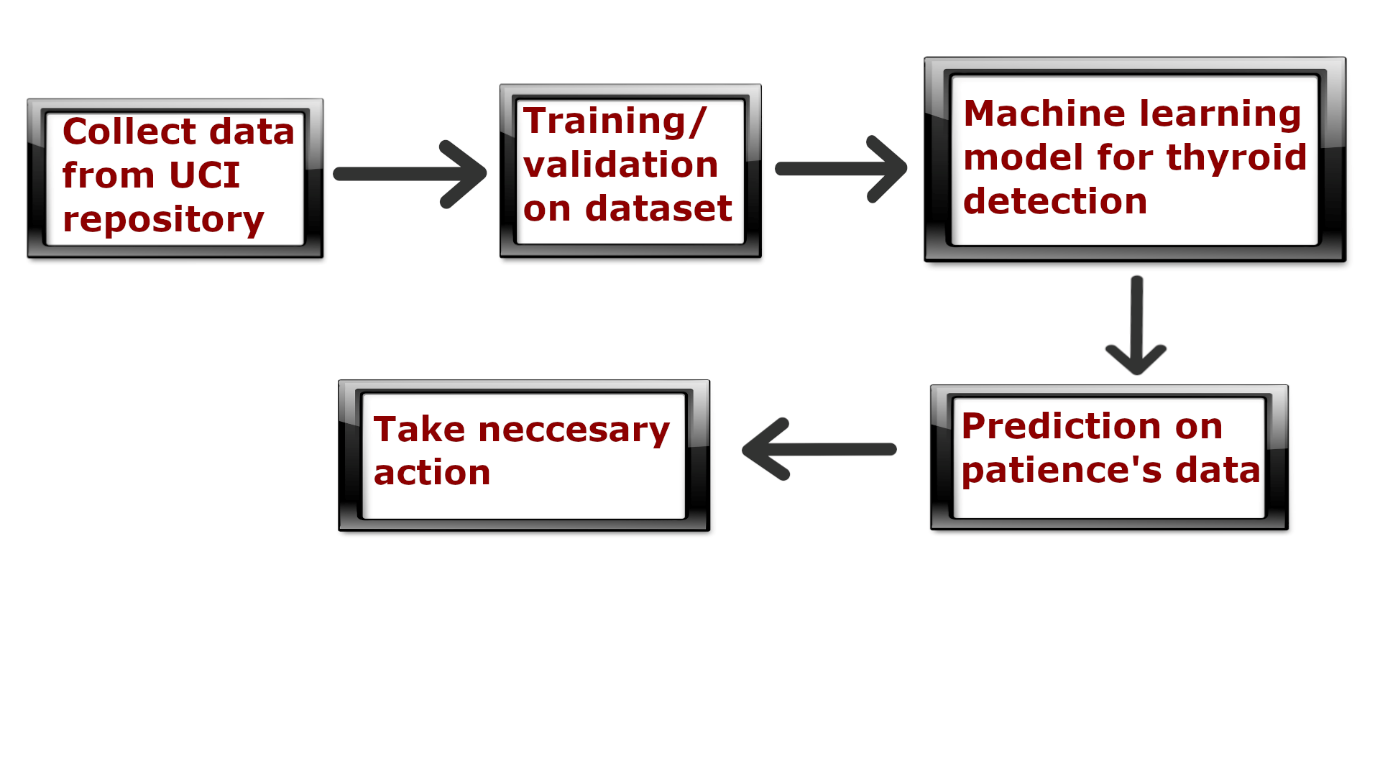 Collect data
from UCI
repository
Training/
validation
on dataset
Machine learning
model for thyroid
detection
Prediction on
patience's data
Take neccesary
action